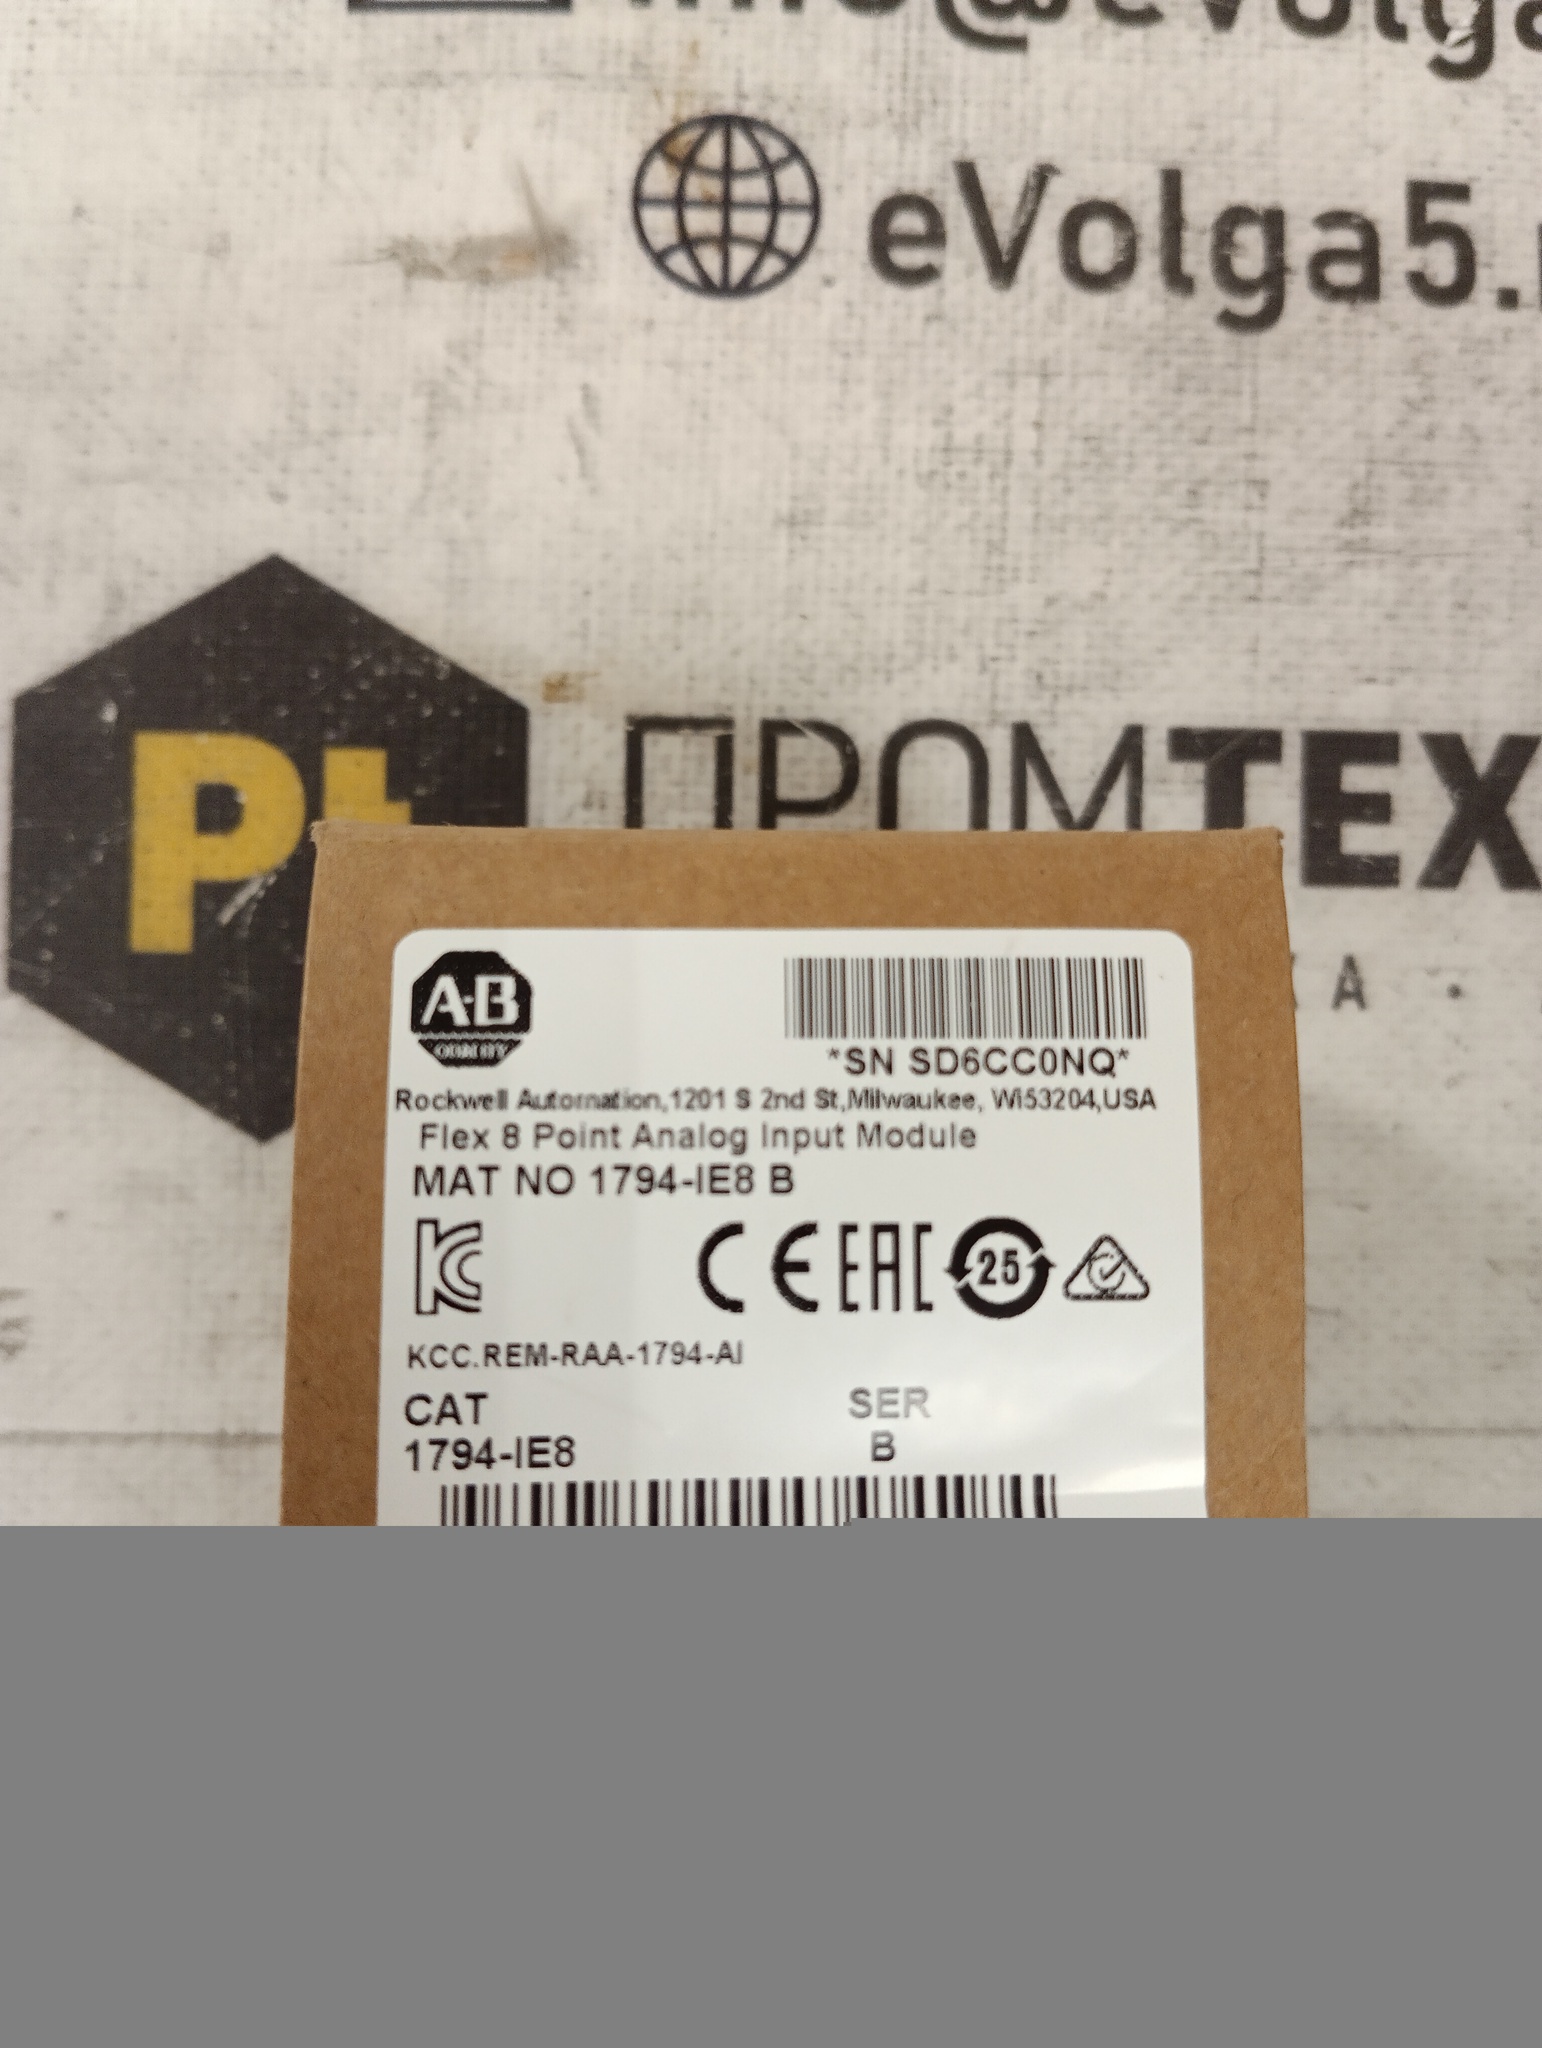 eVolga5.
ПРОМТЕХ
A-B
QUALITY
*SN SD6CC0NQ*
Rockwell Automation,1201 S 2nd St,Milwaukee, WI53204,USA
Flex 8 Point Analog Input Module
MAT NO 1794-IE8 B
CE EAC 25
KCC.REM-RAA-1794-AI
CAT SER
1794-IE8 B